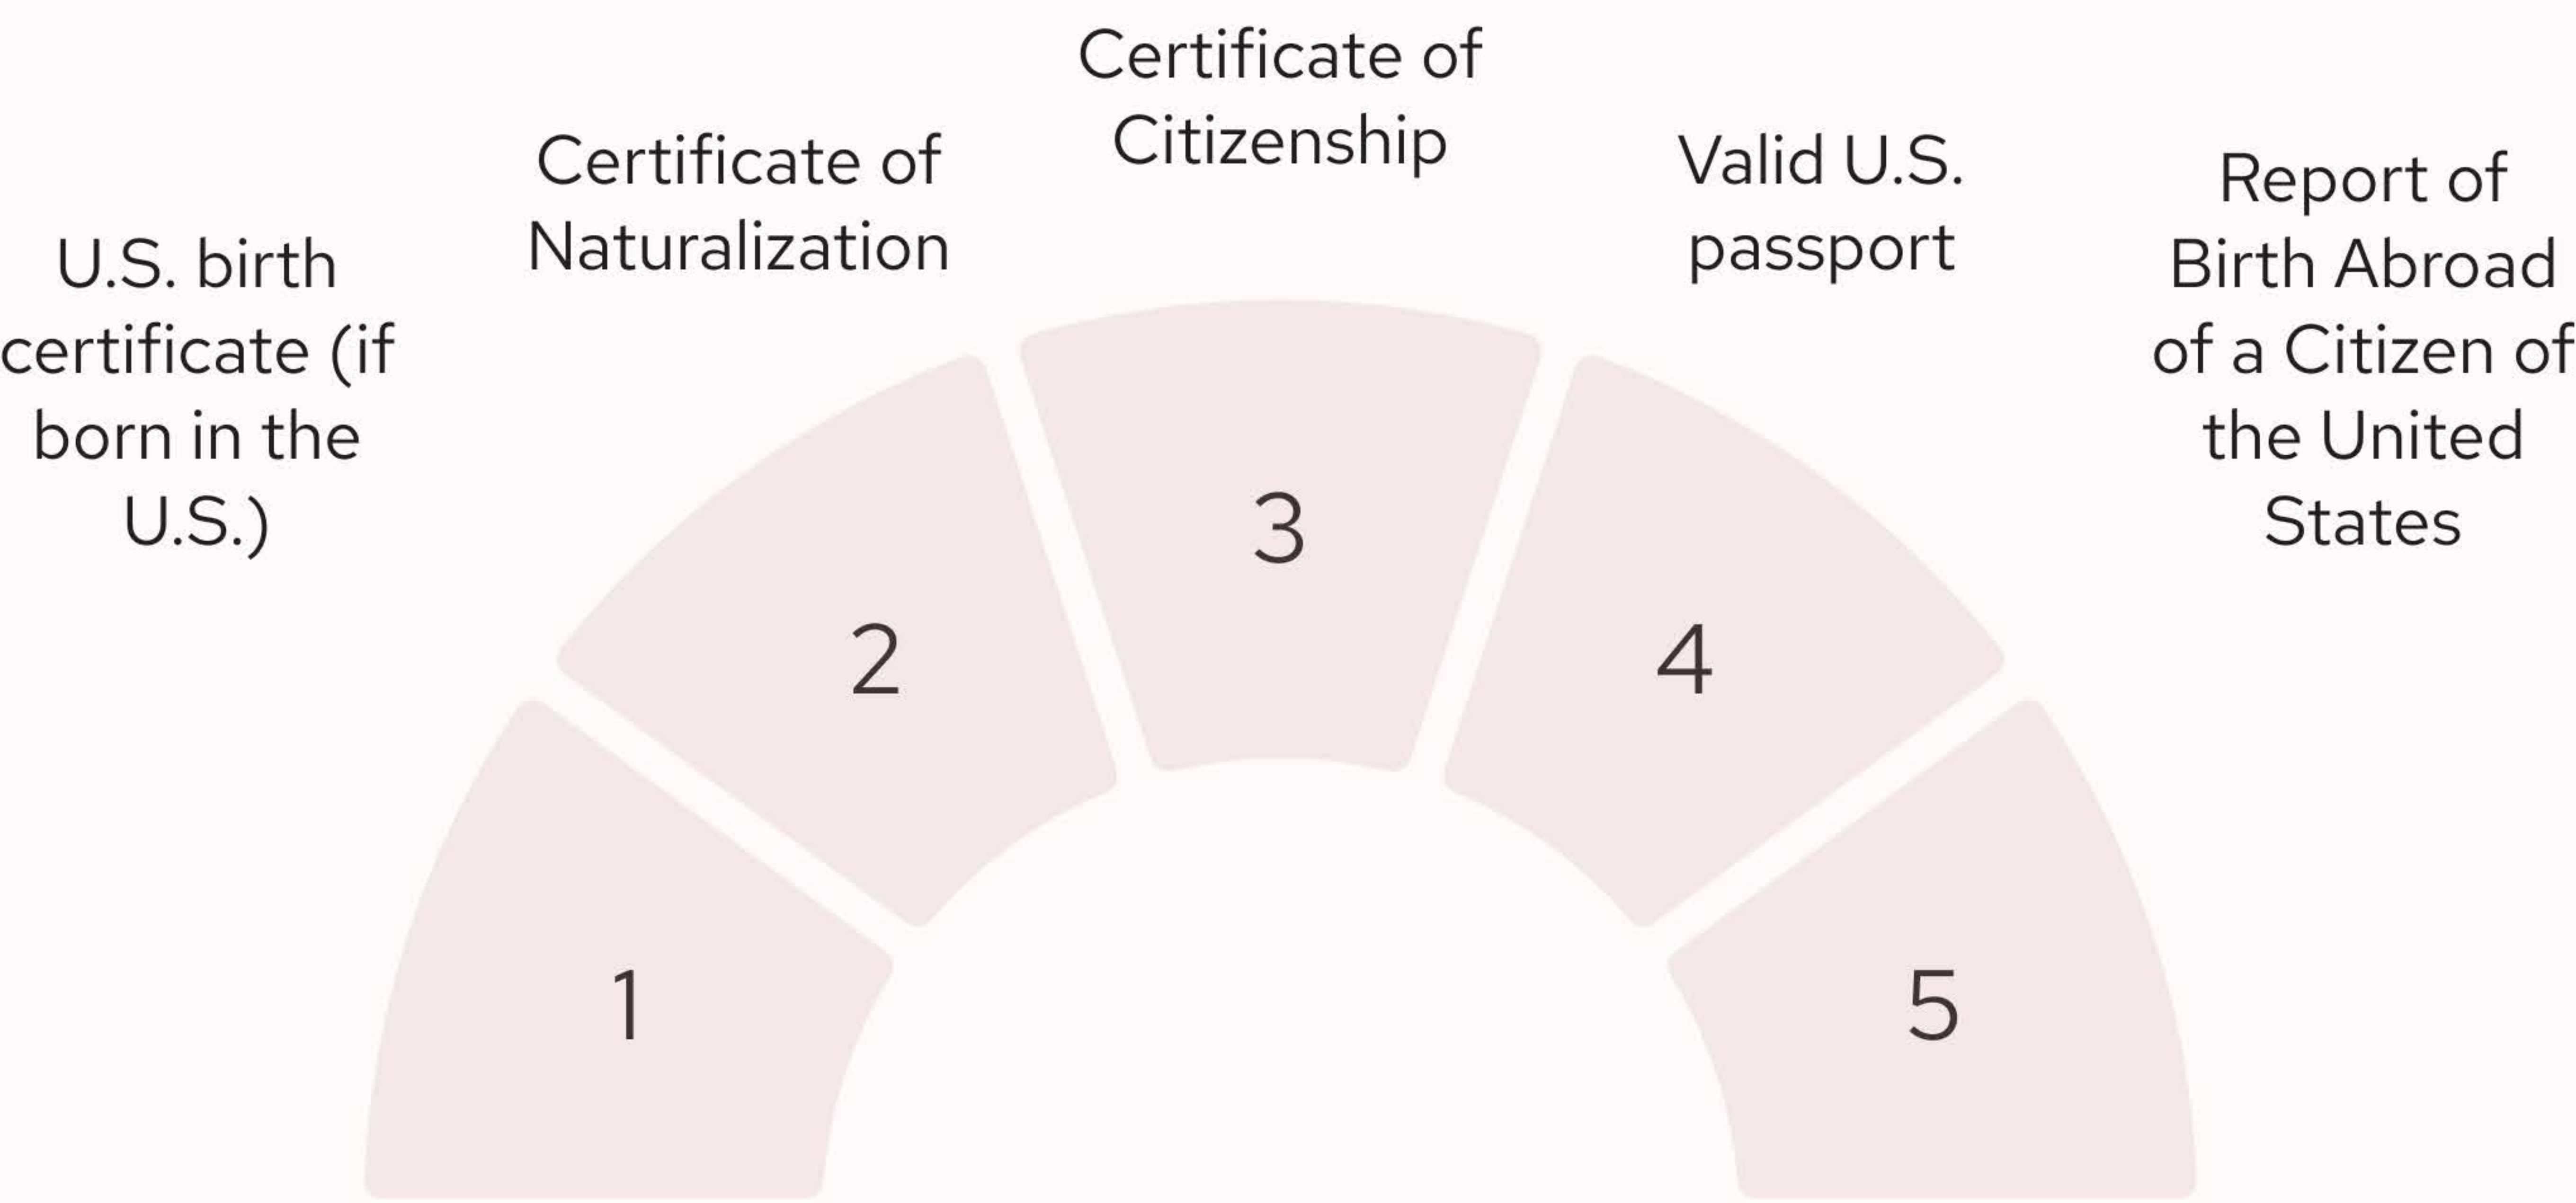 U.S. birth
certificate (if
born in the
U.S.)
1
Certificate of
Naturalization
2
Certificate of
Citizenship
3
Valid U.S.
passport
4
Report of
Birth Abroad
of a Citizen of
the United
States
5